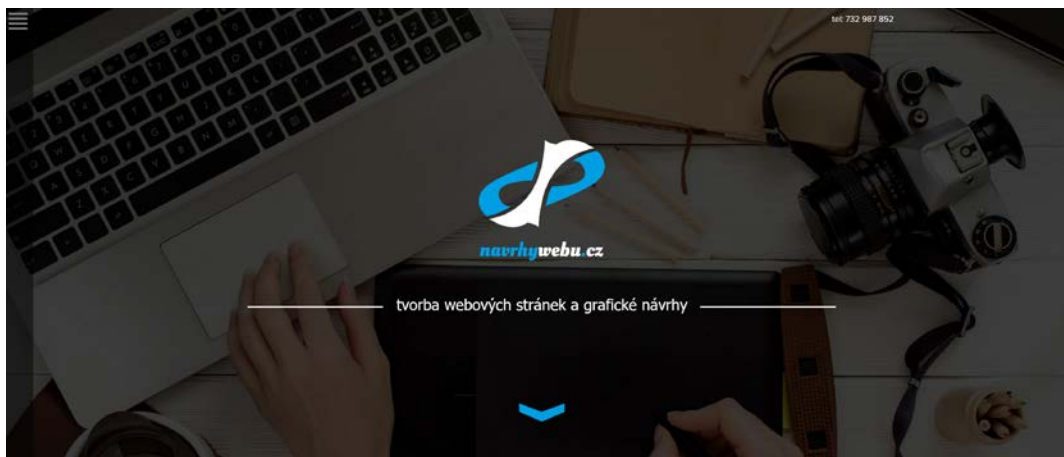 tel: 732 987 852
navrhywebu.cz
tvorba webových stránek a grafické návrhy